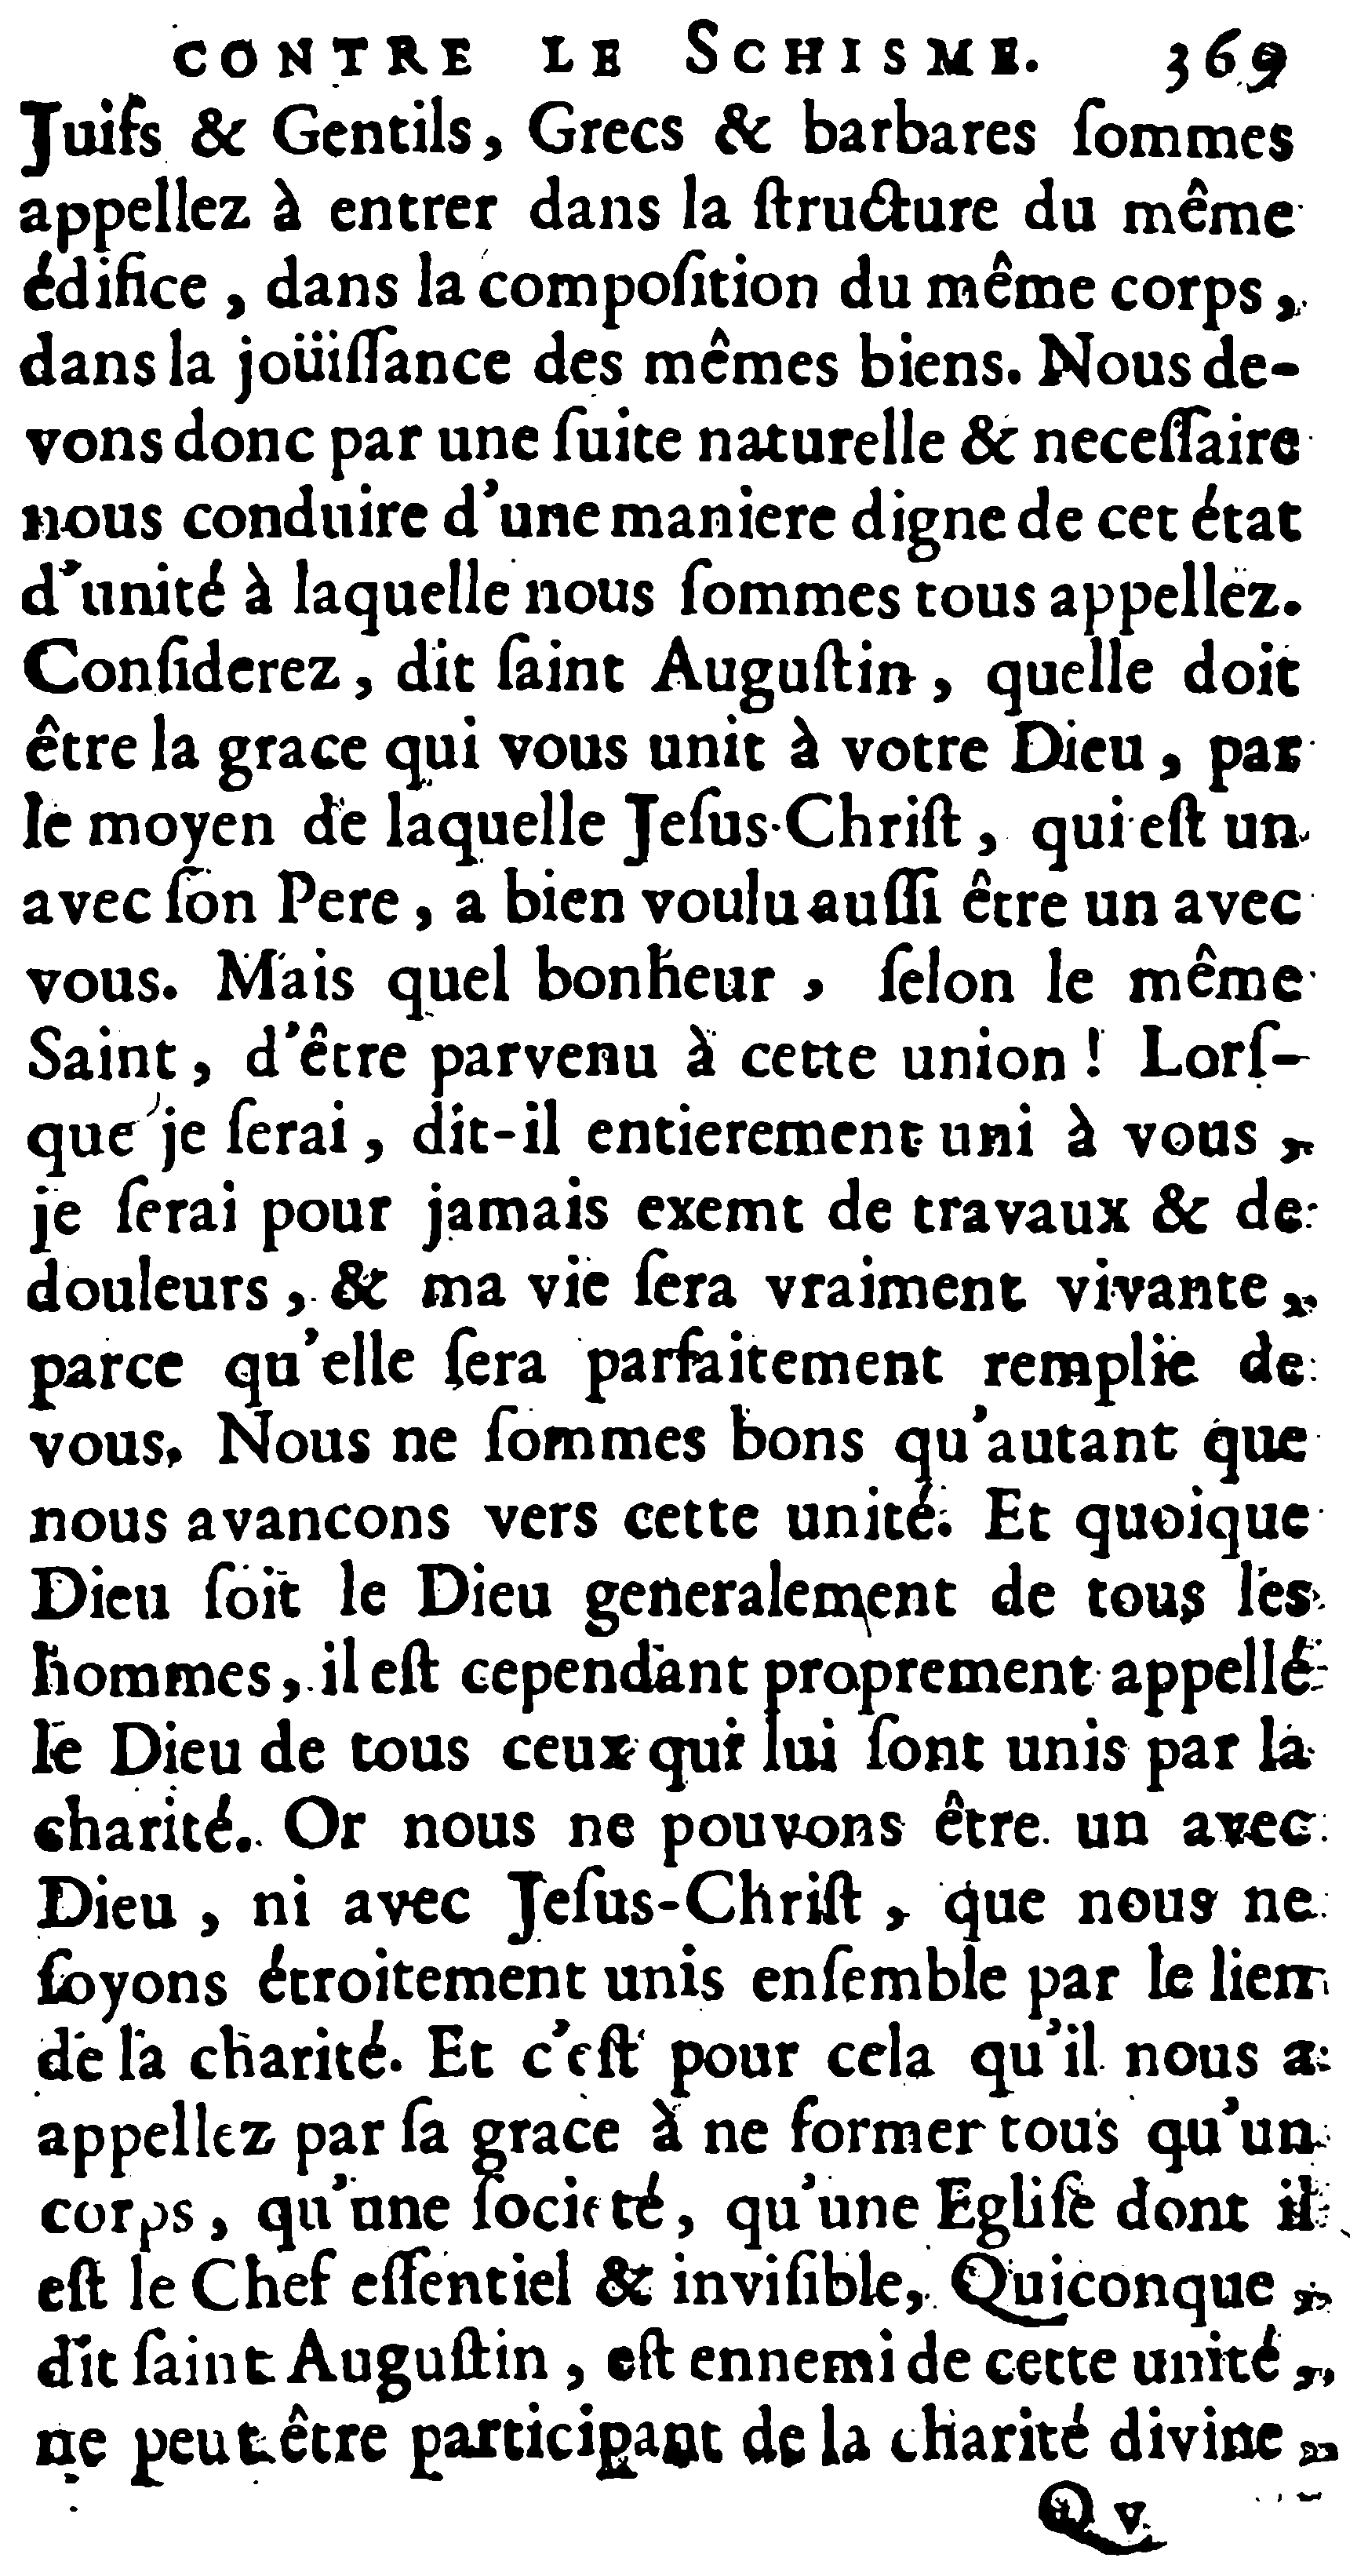 CONTRE LE SCHISME. 369
Juifs & Gentils, Grecs & barbares ſommes
appellez à entrer dans la ſtructure du même
édifice, dans la compoſition du même corps,
dans la joüiſſance des mêmes biens. Nous de-
vons donc par une ſuite naturelle & neceſſaire
nous conduire d'une maniere digne de cet état
d'unité à laquelle nous ſommes tous appellez.
Conſiderez, dit ſaint Auguſtin, quelle doit
être la grace qui vous unit à votre Dieu, par
le moyen de laquelle Jeſus-Chriſt, qui eſt un
avec ſon Pere, a bien voulu auſſi être un avec
vous. Mais quel bonheur, ſelon le même
Saint, d'être parvenu à cette union! Lorſ-
que je ſerai, dit-il entierement uni à vous,
je ſerai pour jamais exemt de travaux & de
douleurs, & ma vie ſera vraiment vivante,
parce qu'elle ſera parfaitement remplie de
vous. Nous ne ſommes bons qu'autant que
nous avancons vers cette unité. Et quoique
Dieu ſoit le Dieu generalement de tous les
hommes, il eſt cependant proprement appellé
le Dieu de tous ceux qui lui ſont unis par la
charité. Or nous ne pouvons être un avec
Dieu, ni avec Jeſus-Chriſt, que nous ne
ſoyons étroitement unis enſemble par le lien
de la charité. Et c'eſt pour cela qu'il nous a
appellez par ſa grace à ne former tous qu'un
corps, qu'une ſocieté, qu'une Egliſe dont il
eſt le Chef eſſentiel & inviſible, Quiconque,
dit ſaint Auguſtin, eſt ennemi de cette unité,
ne peut être participant de la charité divine,
Q v